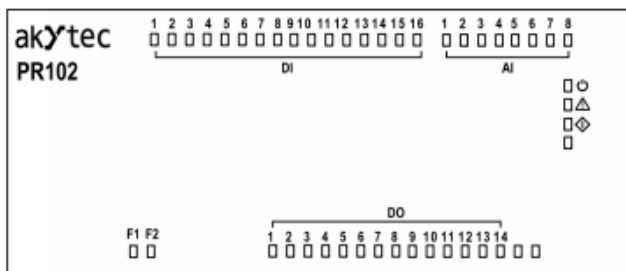 akYtec
PR102
1 2 3 4 5 6 7 8 9 10 11 12 13 14 15 16
DI
1 2 3 4 5 6 7 8
AI
DO
F1 F2
1 2 3 4 5 6 7 8 9 10 11 12 13 14